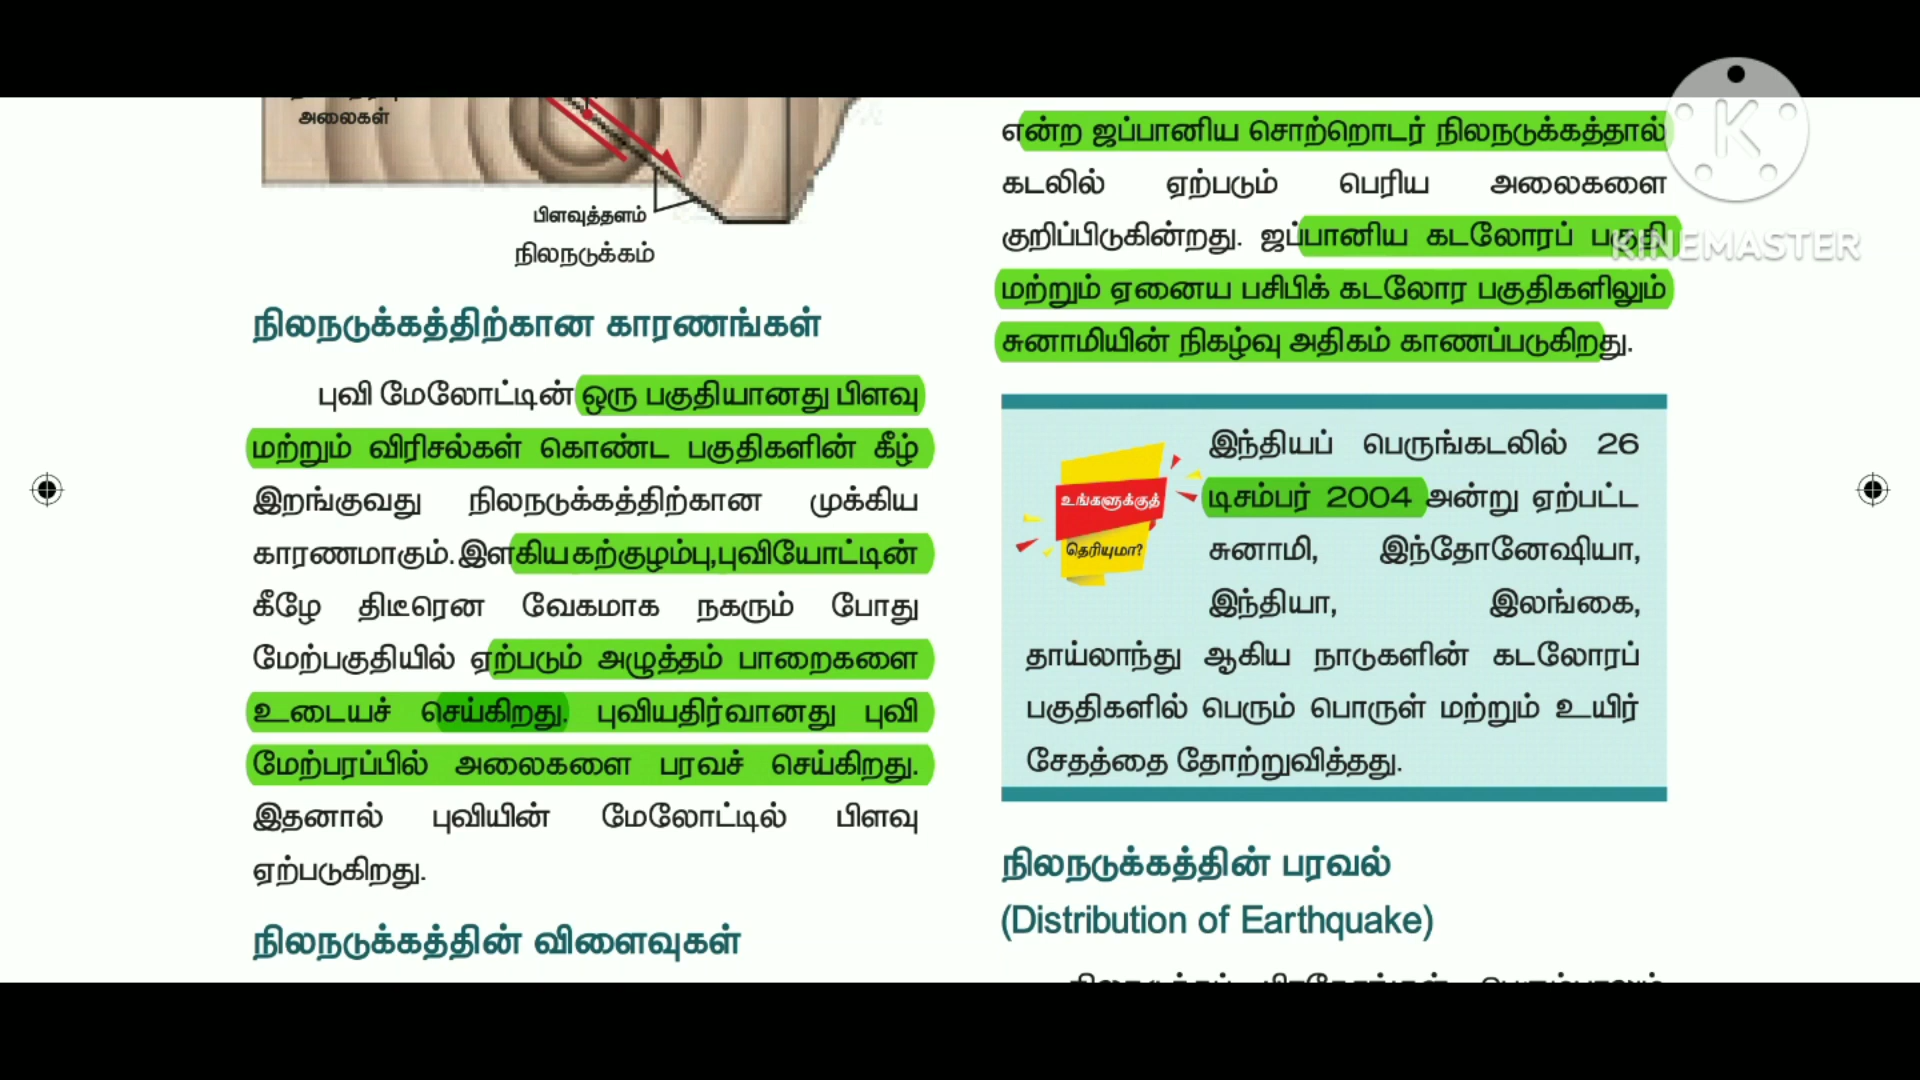 அலைகள்
பிளவுத்தளம்
நிலநடுக்கம்
நிலநடுக்கத்திற்கான காரணங்கள்
புவி மேலோட்டின் ஒரு பகுதியானது பிளவு
மற்றும் விரிசல்கள் கொண்ட பகுதிகளின் கீழ்
இறங்குவது நிலநடுக்கத்திற்கான முக்கிய
காரணமாகும். இளகிய கற்குழம்பு, புவியோட்டின்
கீழே திடீரென வேகமாக நகரும் போது
மேற்பகுதியில் ஏற்படும் அழுத்தம் பாறைகளை
உடையச் செய்கிறது. புவியதிர்வானது புவி
மேற்பரப்பில் அலைகளை பரவச் செய்கிறது.
இதனால் புவியின் மேலோட்டில் பிளவு
ஏற்படுகிறது.
நிலநடுக்கத்தின் விளைவுகள்
என்ற ஜப்பானிய சொற்றொடர் நிலநடுக்கத்தால்
கடலில் ஏற்படும் பெரிய அலைகளை
குறிப்பிடுகின்றது. ஜப்பானிய கடலோரப் பகுதி
மற்றும் ஏனைய பசிபிக் கடலோர பகுதிகளிலும்
சுனாமியின் நிகழ்வு அதிகம் காணப்படுகிறது.
உங்களுக்குத்
தெரியுமா?
இந்தியப் பெருங்கடலில் 26
டிசம்பர் 2004 அன்று ஏற்பட்ட
சுனாமி, இந்தோனேஷியா,
இந்தியா, இலங்கை,
தாய்லாந்து ஆகிய நாடுகளின் கடலோரப்
பகுதிகளில் பெரும் பொருள் மற்றும் உயிர்
சேதத்தை தோற்றுவித்தது.
நிலநடுக்கத்தின் பரவல்
(Distribution of Earthquake)
K
KINEMASTER